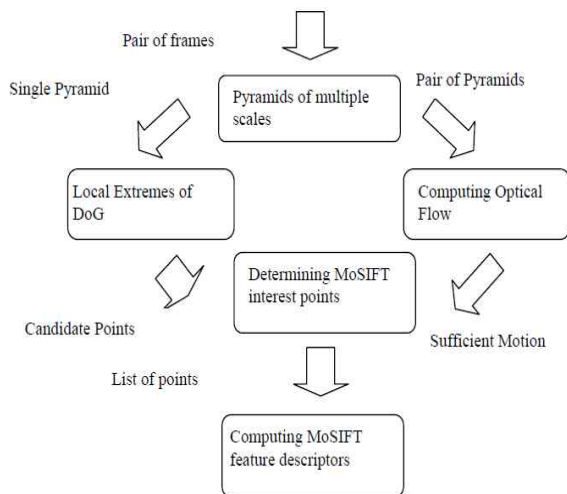 Pair of frames
Single Pyramid
Pyramids of multiple
scales
Pair of Pyramids
Local Extremes of
DoG
Computing Optical
Flow
Determining MoSIFT
interest points
Candidate Points
Sufficient Motion
List of points
Computing MoSIFT
feature descriptors